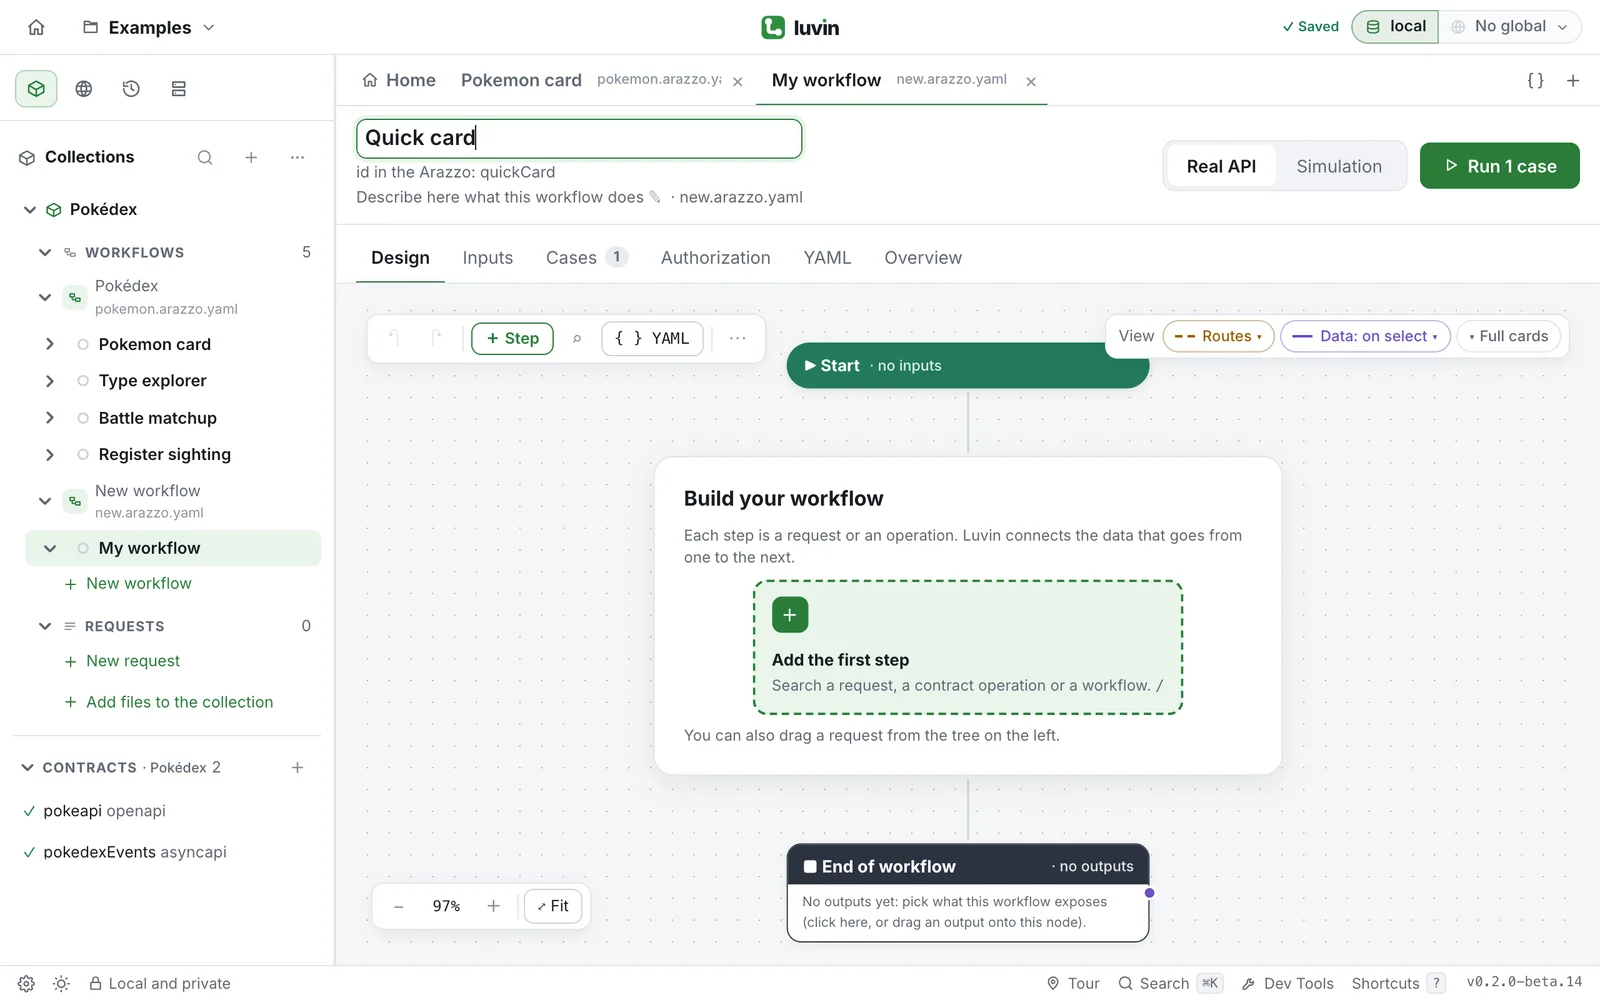 Examples
luvin
Saved
local
No global
Home
Pokemon card pokemon.arazzo.ya
My workflow new.arazzo.yaml
Collections
Pokédex
WORKFLOWS 5
Pokédex
pokemon.arazzo.yaml
Pokemon card
Type explorer
Battle matchup
Register sighting
New workflow
new.arazzo.yaml
My workflow
+ New workflow
REQUESTS 0
+ New request
+ Add files to the collection
CONTRACTS · Pokédex 2 +
pokeapi openapi
pokedexEvents asyncapi
Quick card
id in the Arazzo: quickCard
Describe here what this workflow does · new.arazzo.yaml
Real API
Simulation
Run 1 case
Design
Inputs
Cases 1
Authorization
YAML
Overview
+ Step
{ } YAML
...
View
Routes
Data: on select
Full cards
Start · no inputs
Build your workflow
Each step is a request or an operation. Luvin connects the data that goes from
one to the next.
+
Add the first step
Search a request, a contract operation or a workflow. /
You can also drag a request from the tree on the left.
End of workflow · no outputs
No outputs yet: pick what this workflow exposes
(click here, or drag an output onto this node).
− 97% +
Fit
Local and private
Tour
Search ⌘K
Dev Tools
Shortcuts ?
v0.2.0-beta.14